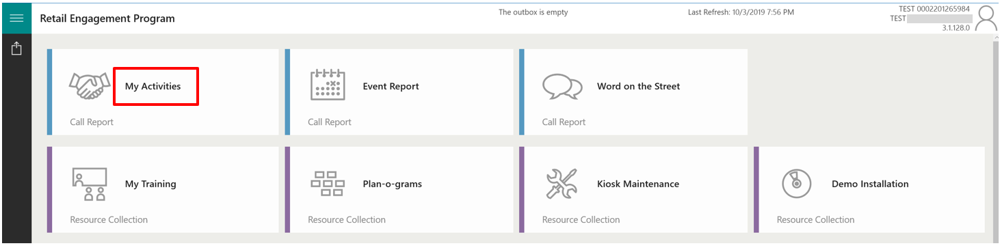 Retail Engagement Program
The outbox is empty
Last Refresh: 10/3/2019 7:56 PM
TEST 0002201265984
TEST
3.1.128.0
My Activities
Call Report
Event Report
Call Report
Word on the Street
Call Report
My Training
Resource Collection
Plan-o-grams
Resource Collection
Kiosk Maintenance
Resource Collection
Demo Installation
Resource Collection